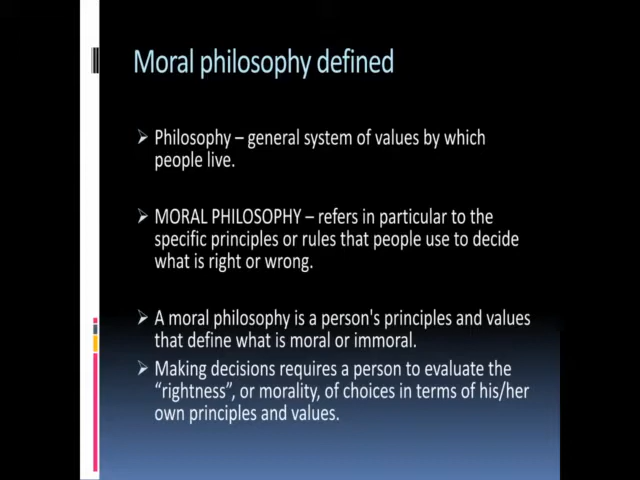 Moral philosophy defined
➢ Philosophy – general system of values by which
people live.
➢ MORAL PHILOSOPHY – refers in particular to the
specific principles or rules that people use to decide
what is right or wrong.
➢ A moral philosophy is a person's principles and values
that define what is moral or immoral.
➢ Making decisions requires a person to evaluate the
“rightness”, or morality, of choices in terms of his/her
own principles and values.